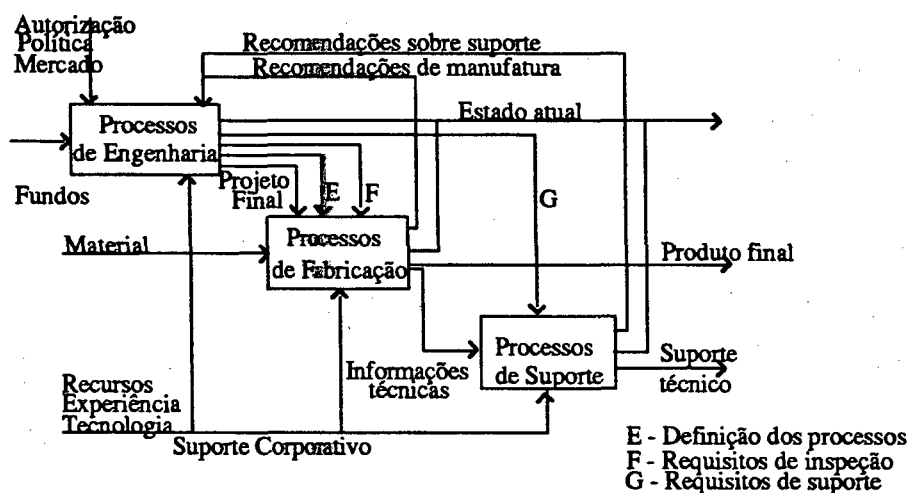 Autorização
Política
Mercado
Recomendações sobre suporte
Recomendações de manufatura
Estado atual
Processos
de Engenharia
Fundos
Projeto
Final
E
F
G
Material
Processos
de Fabricação
Produto final
Processos
de Suporte
Informações
técnicas
Suporte
técnico
Recursos
Experiência
Tecnologia
Suporte Corporativo
E - Definição dos processos
F - Requisitos de inspeção
G - Requisitos de suporte